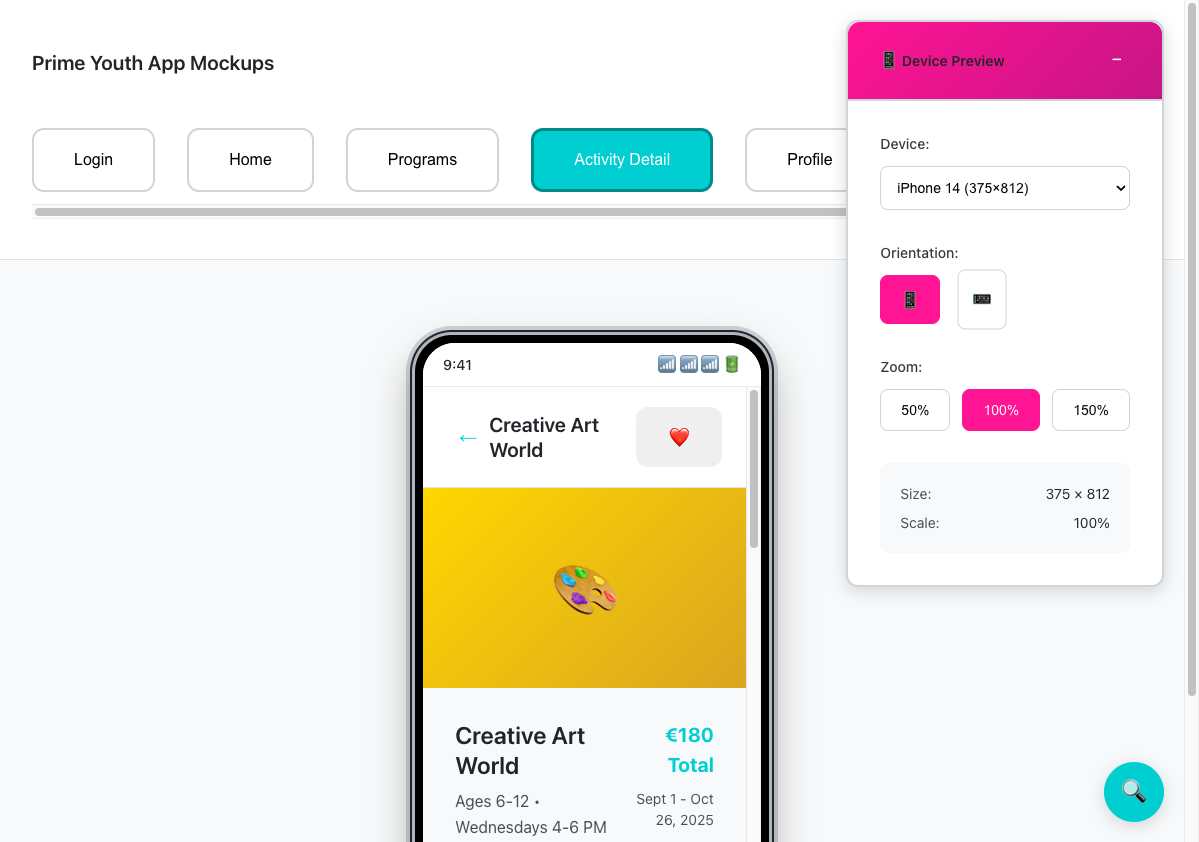 Prime Youth App Mockups
Login
Home
Programs
Activity Detail
Profile
Device Preview
−
Device:
iPhone 14 (375×812)
Orientation:
Zoom:
50%
100%
150%
Size:
375 × 812
Scale:
100%
9:41
← Creative Art
World
Creative Art
World
€180
Total
Ages 6-12 •
Wednesdays 4-6 PM
Sept 1 - Oct
26, 2025